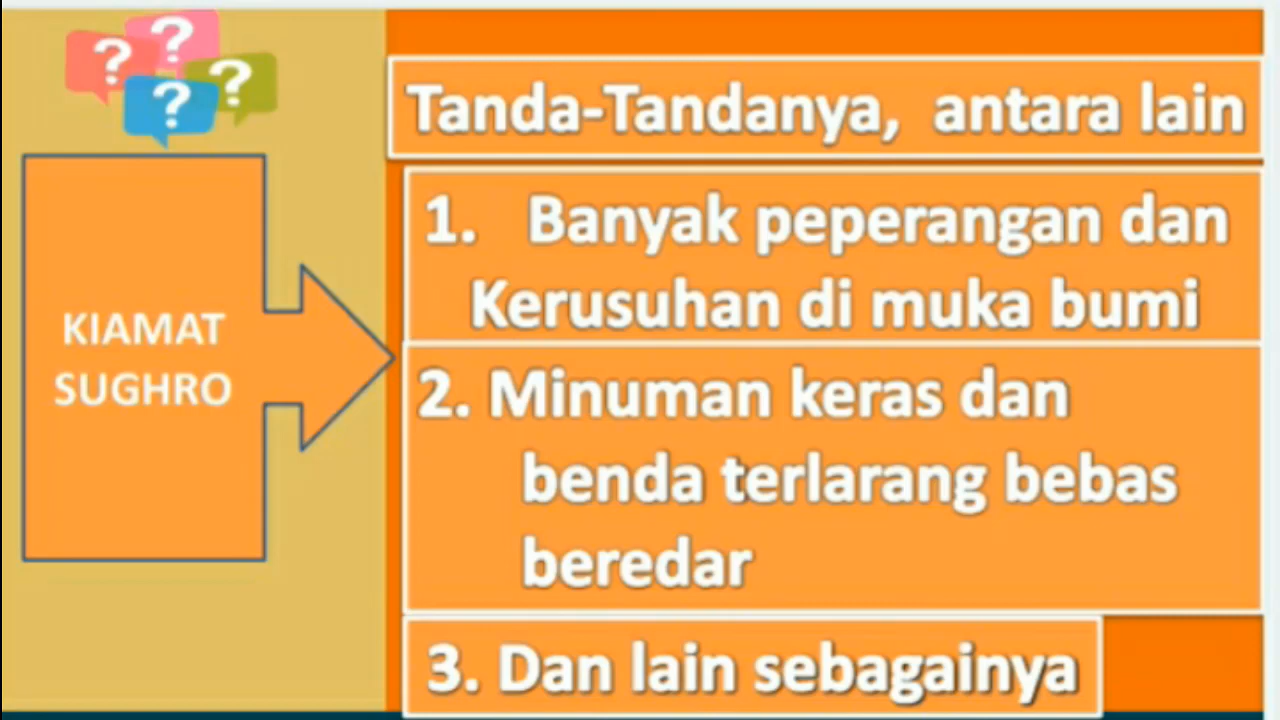 ? ? ? ?
KIAMAT
SUGHRO
Tanda-Tandanya, antara lain
1. Banyak peperangan dan
Kerusuhan di muka bumi
2. Minuman keras dan
benda terlarang bebas
beredar
3. Dan lain sebagainya